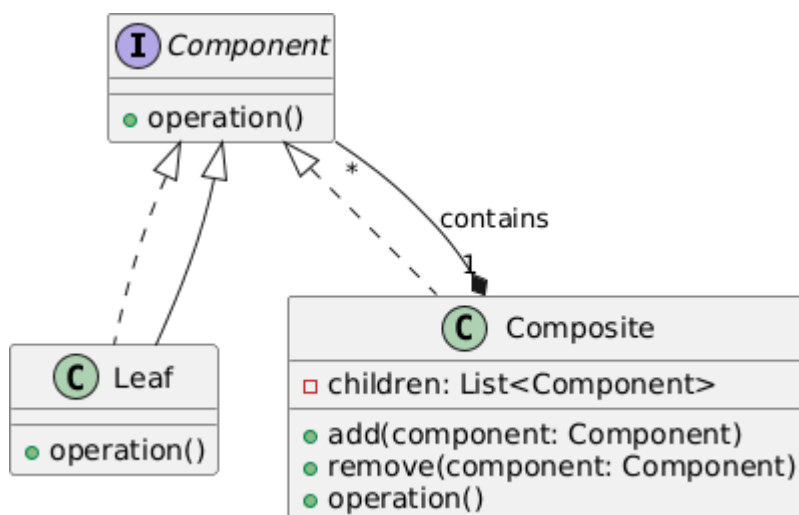 I Component
operation()
*
contains
1
C Leaf
operation()
C Composite
children: List<Component>
add(component: Component)
remove(component: Component)
operation()